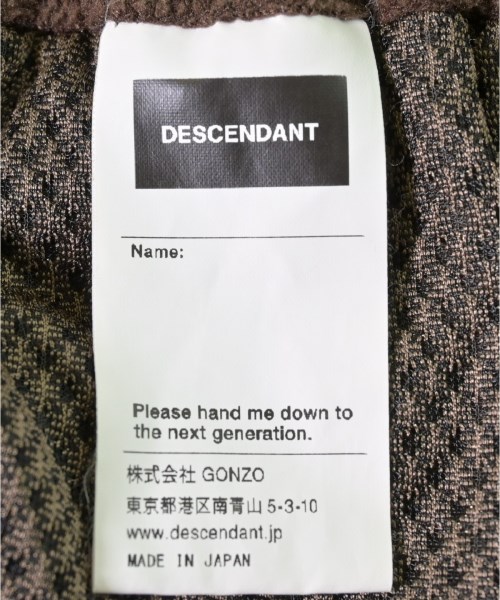 DESCENDANT
Name:
Please hand me down to
the next generation.
株式会社 GONZO
東京都港区南青山 5-3-10
www.descendant.jp
MADE IN JAPAN